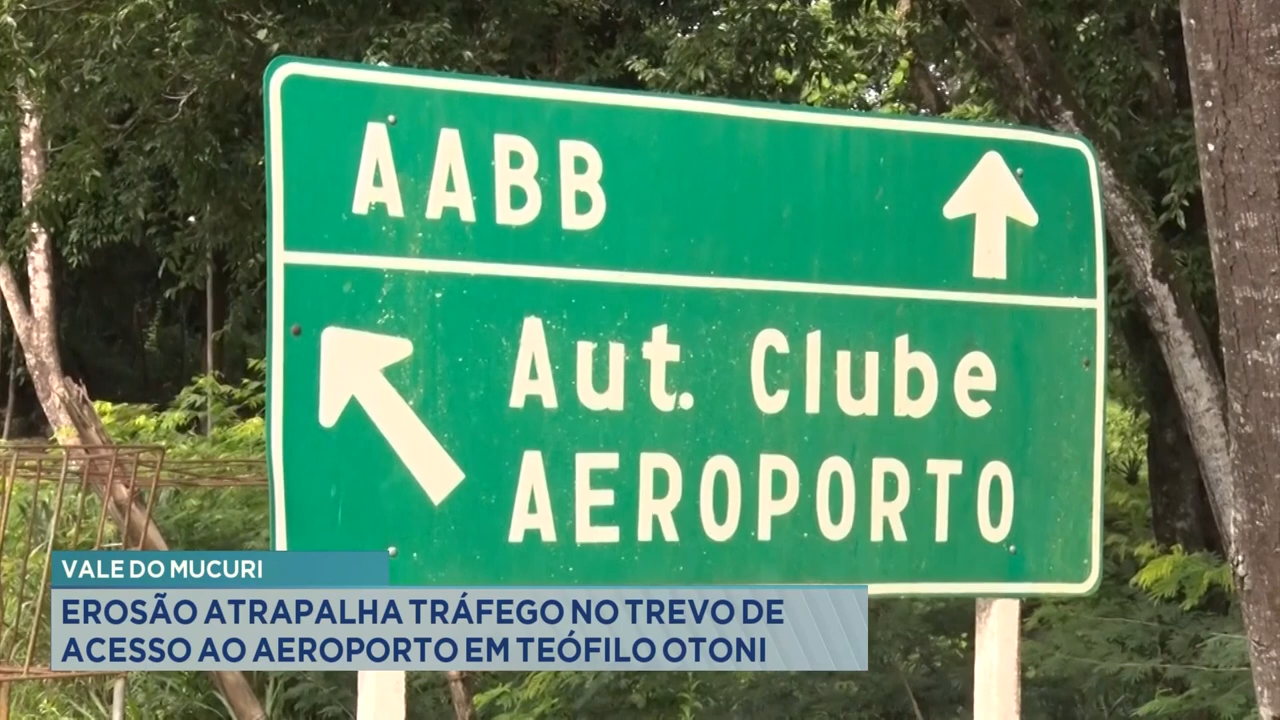 AABB
Aut. Clube
AEROPORTO
VALE DO MUCURI
EROSÃO ATRAPALHA TRÁFEGO NO TREVO DE
ACESSO AO AEROPORTO EM TEÓFILO OTONI